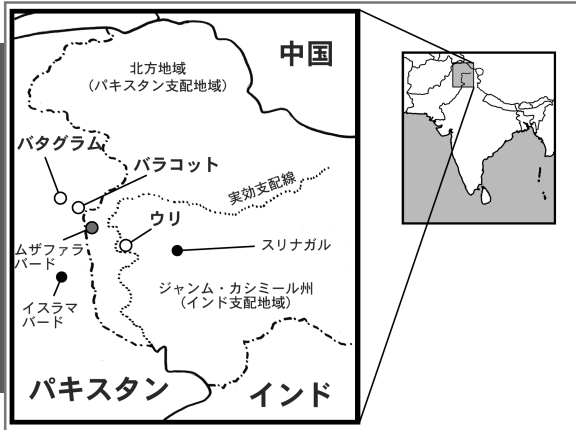 中国
北方地域
（パキスタン支配地域）
バタグラム
バラコット
実効支配線
ウリ
ムザファラ
バード
スリナガル
イスラマ
バード
ジャンム・カシミール州
（インド支配地域）
パキスタン
インド